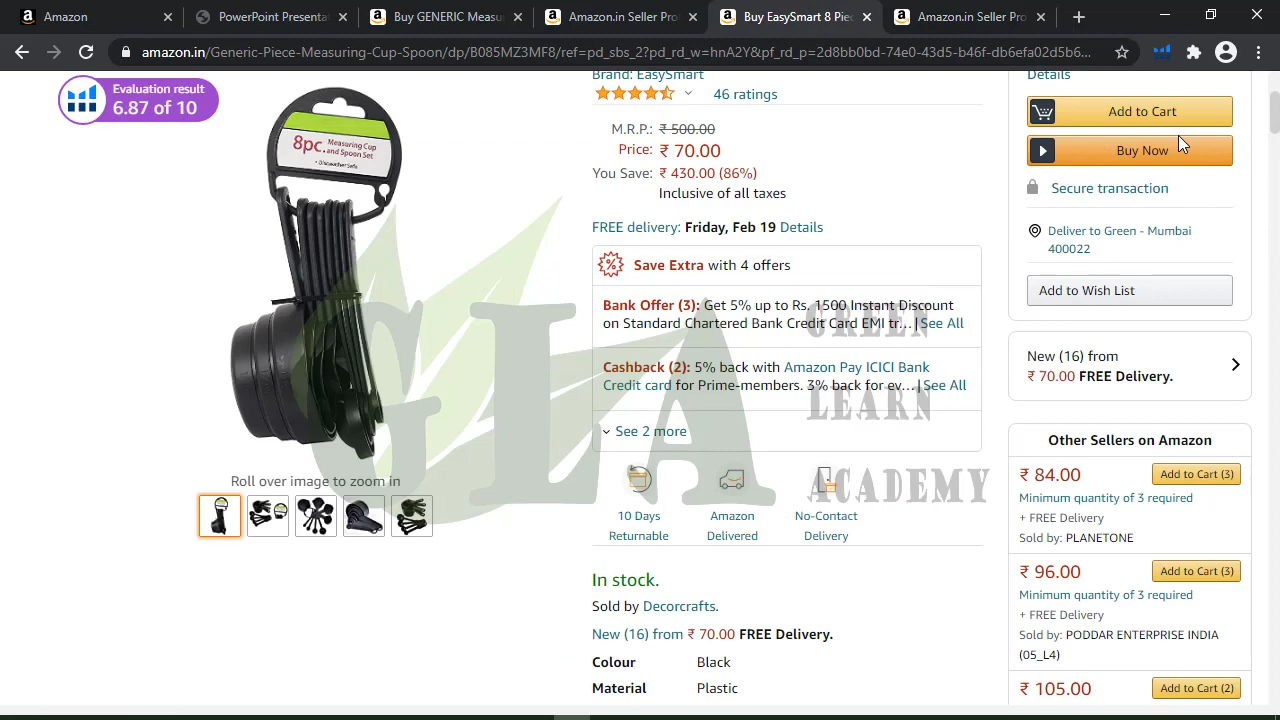 Amazon
PowerPoint Presentat
Buy GENERIC Measu
Amazon.in Seller Pro
Buy EasySmart 8 Piec
Amazon.in Seller Pro
amazon.in/Generic-Piece-Measuring-Cup-Spoon/dp/B085MZ3MF8/ref=pd_sbs_2?pd_rd_w=hrA2Y&pf_rd_p=2d8bb0bd-74e0-43d5-b46f-db6efa02d5b6...
Evaluation result
6.87 of 10
8pc. Measuring Cup
and Spoon Set
• Dishwasher Safe
Roll over image to zoom in
Brand: EasySmart
46 ratings
M.R.P.: ₹ 500.00
Price: ₹ 70.00
You Save: ₹ 430.00 (86%)
Inclusive of all taxes
FREE delivery: Friday, Feb 19 Details
Save Extra with 4 offers
Bank Offer (3): Get 5% up to Rs. 1500 Instant Discount
on Standard Chartered Bank Credit Card EMI tr... | See All
Cashback (2): 5% back with Amazon Pay ICICI Bank
Credit card for Prime-members. 3% back for ev... | See All
See 2 more
10 Days
Returnable
Amazon
Delivered
No-Contact
Delivery
In stock.
Sold by Decorcrafts.
New (16) from ₹ 70.00 FREE Delivery.
Colour Black
Material Plastic
Details
Add to Cart
Buy Now
Secure transaction
Deliver to Green - Mumbai
400022
Add to Wish List
New (16) from
₹ 70.00 FREE Delivery.
Other Sellers on Amazon
₹ 84.00 Add to Cart (3)
Minimum quantity of 3 required
+ FREE Delivery
Sold by: PLANETONE
₹ 96.00 Add to Cart (3)
Minimum quantity of 3 required
+ FREE Delivery
Sold by: PODDAR ENTERPRISE INDIA
(05_L4)
₹ 105.00 Add to Cart (2)
GLA
GREEN
LEARN
ACADEMY